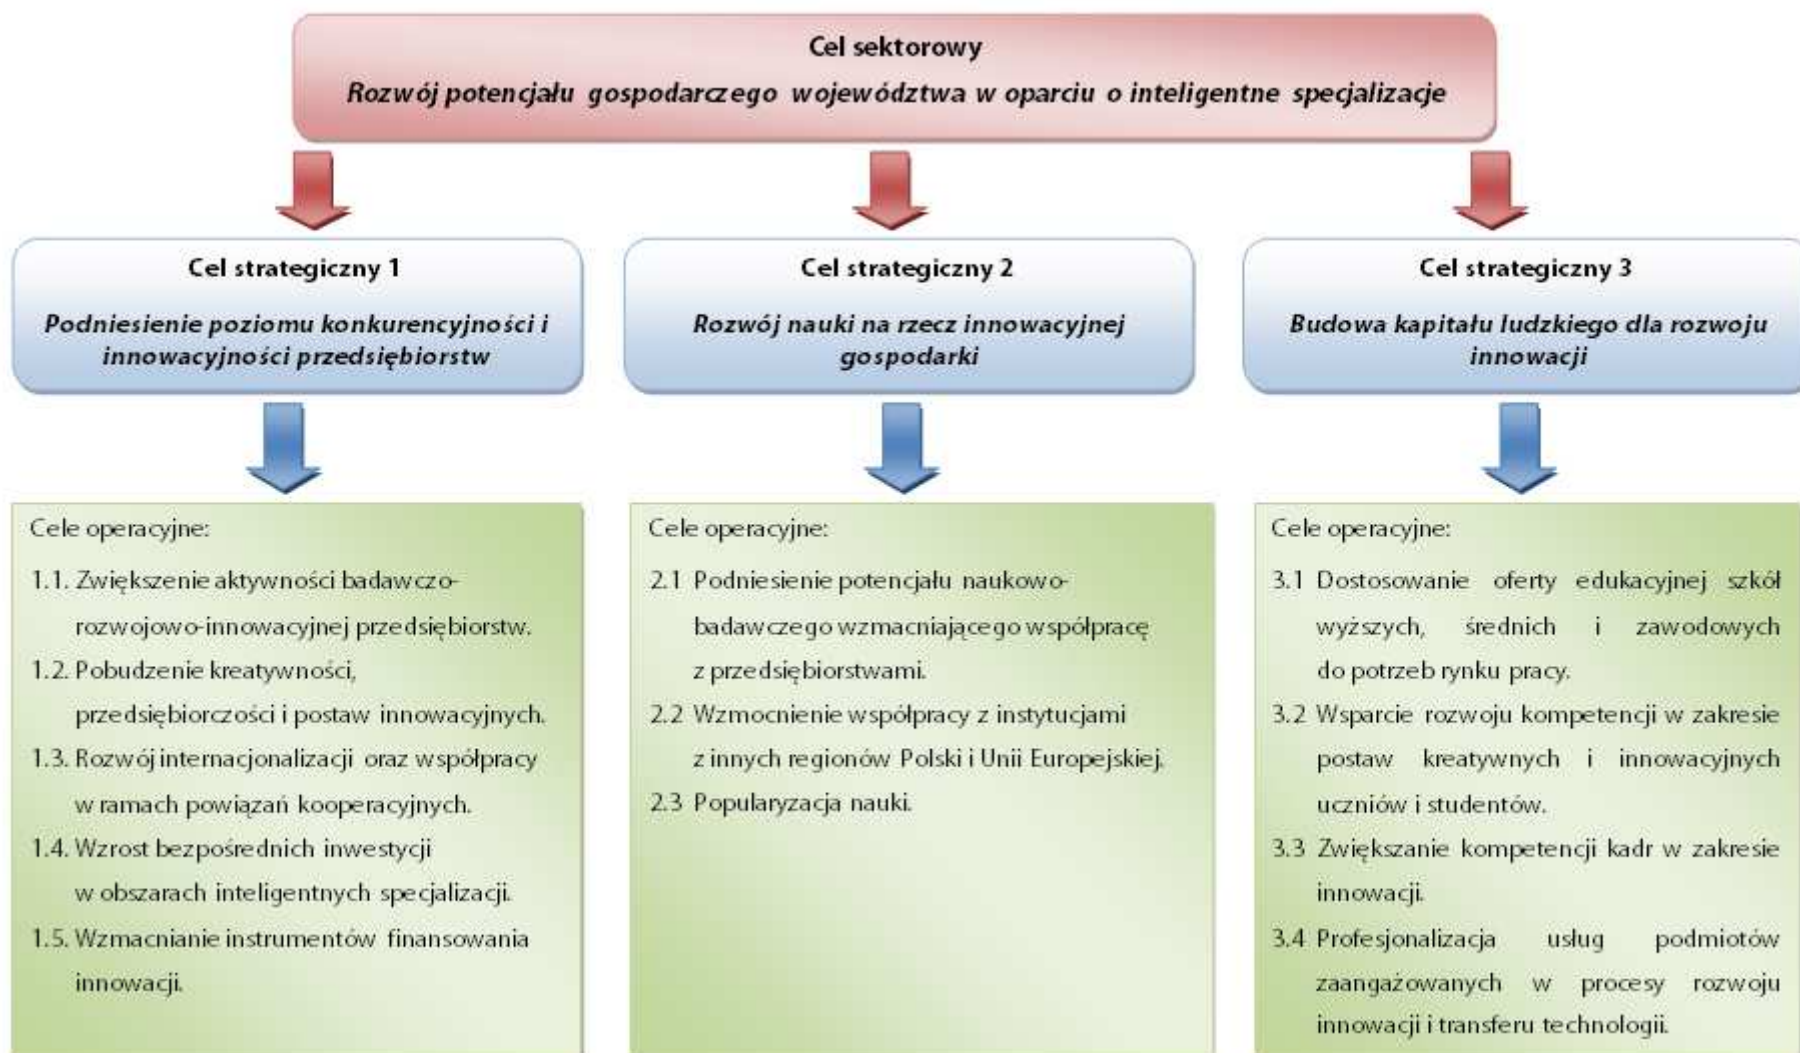 Cel sektorowy
Rozwój potencjału gospodarczego województwa w oparciu o inteligentne specjalizacje
Cel strategiczny 1
Podniesienie poziomu konkurencyjności i
innowacyjności przedsiębiorstw
Cel strategiczny 2
Rozwój nauki na rzecz innowacyjnej
gospodarki
Cel strategiczny 3
Budowa kapitału ludzkiego dla rozwoju
innowacji
Cele operacyjne:
1.1. Zwiększenie aktywności badawczo-
rozwojowo-innowacyjnej przedsiębiorstw.
1.2. Pobudzenie kreatywności,
przedsiębiorczości i postaw innowacyjnych.
1.3. Rozwój internacjonalizacji oraz współpracy
w ramach powiązań kooperacyjnych.
1.4. Wzrost bezpośrednich inwestycji
w obszarach inteligentnych specjalizacji.
1.5. Wzmacnianie instrumentów finansowania
innowacji.
Cele operacyjne:
2.1 Podniesienie potencjału naukowo-
badawczego wzmacniającego współpracę
z przedsiębiorstwami.
2.2 Wzmocnienie współpracy z instytucjami
z innych regionów Polski i Unii Europejskiej.
2.3 Popularyzacja nauki.
Cele operacyjne:
3.1 Dostosowanie oferty edukacyjnej szkół
wyższych, średnich i zawodowych
do potrzeb rynku pracy.
3.2 Wsparcie rozwoju kompetencji w zakresie
postaw kreatywnych i innowacyjnych
uczniów i studentów.
3.3 Zwiększanie kompetencji kadr w zakresie
innowacji.
3.4 Profesjonalizacja usług podmiotów
zaangażowanych w procesy rozwoju
innowacji i transferu technologii.